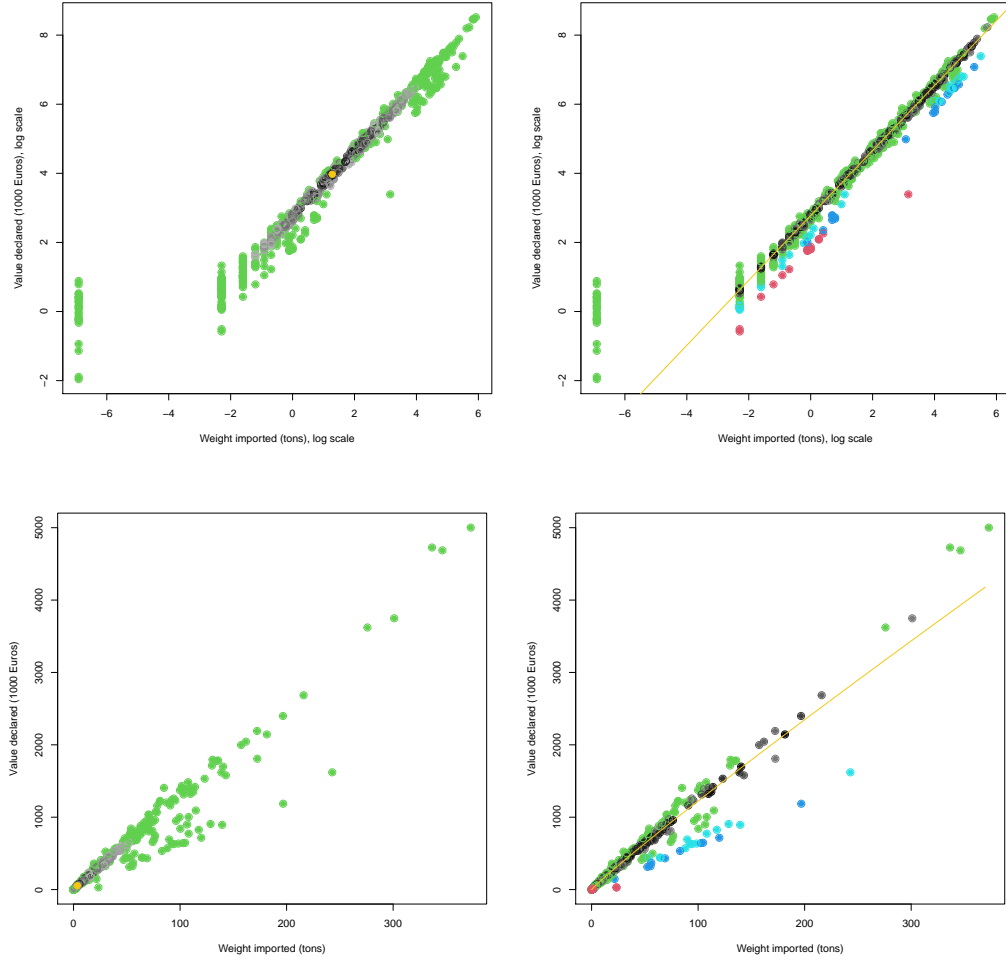 8
6
4
2
0
−2
Value declared (1000 Euros), log scale
−6 −4 −2 0 2 4 6
Weight imported (tons), log scale
8
6
4
2
0
−2
Value declared (1000 Euros), log scale
−6 −4 −2 0 2 4 6
Weight imported (tons), log scale
5000
4000
3000
2000
1000
0
Value declared (1000 Euros)
0 100 200 300
Weight imported (tons)
5000
4000
3000
2000
1000
0
Value declared (1000 Euros)
0 100 200 300
Weight imported (tons)